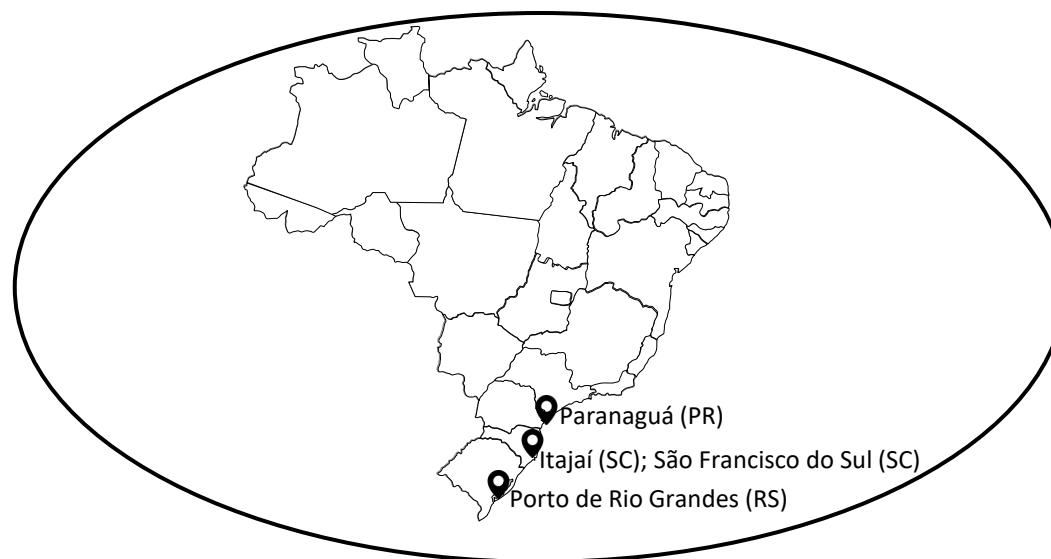 Paranaguá (PR)
Itajaí (SC); São Francisco do Sul (SC)
Porto de Rio Grandes (RS)